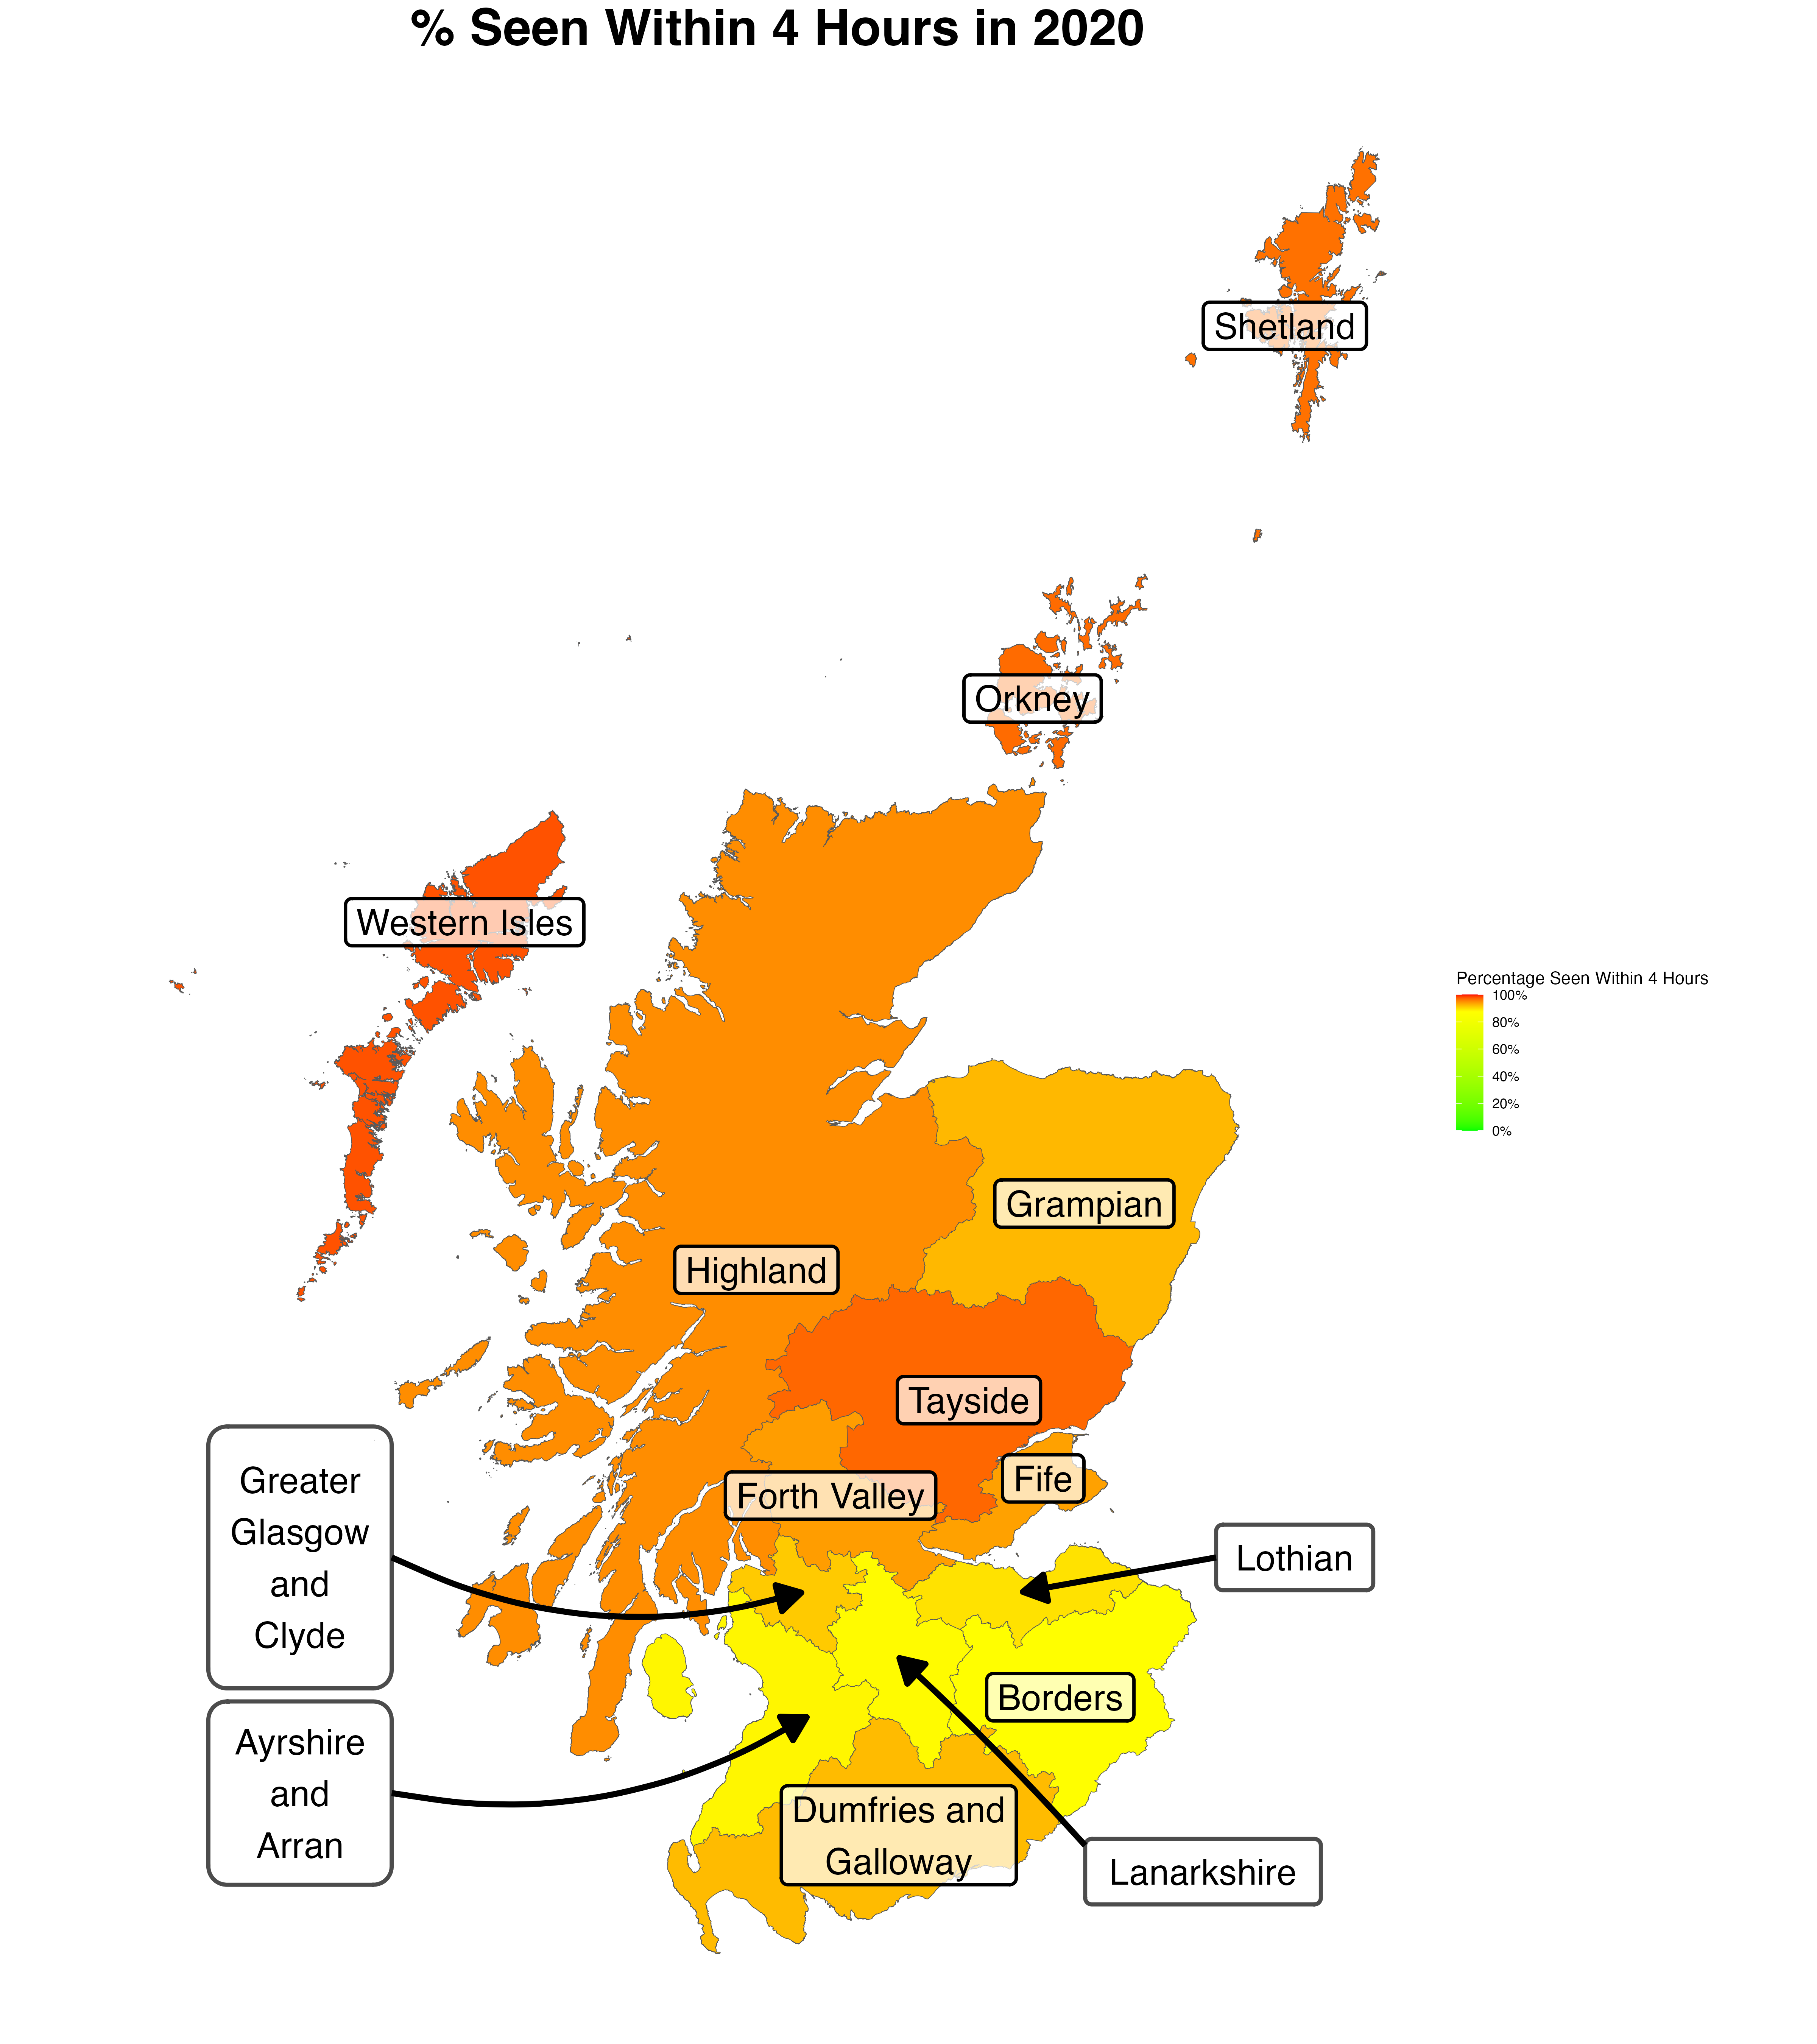 % Seen Within 4 Hours in 2020
Shetland
Orkney
Western Isles
Percentage Seen Within 4 Hours
100%
80%
60%
40%
20%
0%
Grampian
Highland
Tayside
Fife
Forth Valley
Greater
Glasgow
and
Clyde
Lothian
Borders
Ayrshire
and
Arran
Dumfries and
Galloway
Lanarkshire